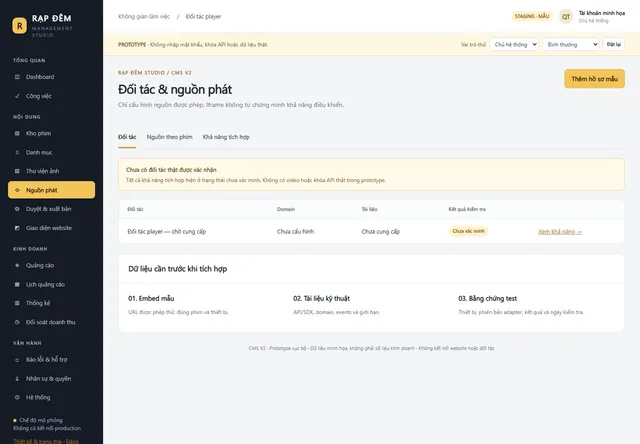 R
RẠP ĐÊM
MANAGEMENT
STUDIO
TỔNG QUAN
Dashboard
Công việc
NỘI DUNG
Kho phim
Danh mục
Thư viện ảnh
Nguồn phát
Duyệt & xuất bản
Giao diện website
KINH DOANH
Quảng cáo
Lịch quảng cáo
Thống kê
Đối soát doanh thu
VẬN HÀNH
Báo lỗi & hỗ trợ
Nhân sự & quyền
Hệ thống
Chế độ mô phỏng
Không có kết nối production
Không gian làm việc / Đối tác player
STAGING · MẪU
QT
Tài khoản minh họa
Chủ hệ thống
PROTOTYPE · Không nhập mật khẩu, khóa API hoặc dữ liệu thật.
Vai trò thử
Chủ hệ thống
Bình thường
Đặt lại
RẠP ĐÊM STUDIO / CMS V2
Đối tác & nguồn phát
Chỉ cấu hình nguồn được phép. Iframe không tự chứng minh khả năng điều khiển.
Thêm hồ sơ mẫu
Đối tác
Nguồn theo phim
Khả năng tích hợp
Chưa có đối tác thật được xác nhận
Tất cả khả năng tích hợp hiện ở trạng thái chưa xác minh. Không có video hoặc khóa API thật trong prototype.
Đối tác
Domain
Tài liệu
Kết quả kiểm tra
Đối tác player — chờ cung cấp
Chưa cấu hình
Chưa cung cấp
Chưa xác minh
Xem khả năng →
Dữ liệu cần trước khi tích hợp
01. Embed mẫu
URL được phép thử, đúng phim và thiết bị.
02. Tài liệu kỹ thuật
API/SDK, domain, events và giới hạn.
03. Bằng chứng test
Thiết bị, phiên bản adapter, kết quả và ngày kiểm tra.
CMS V2 · Prototype cục bộ · Dữ liệu minh họa, không phải số liệu kinh doanh · Không kết nối website hoặc đối tác